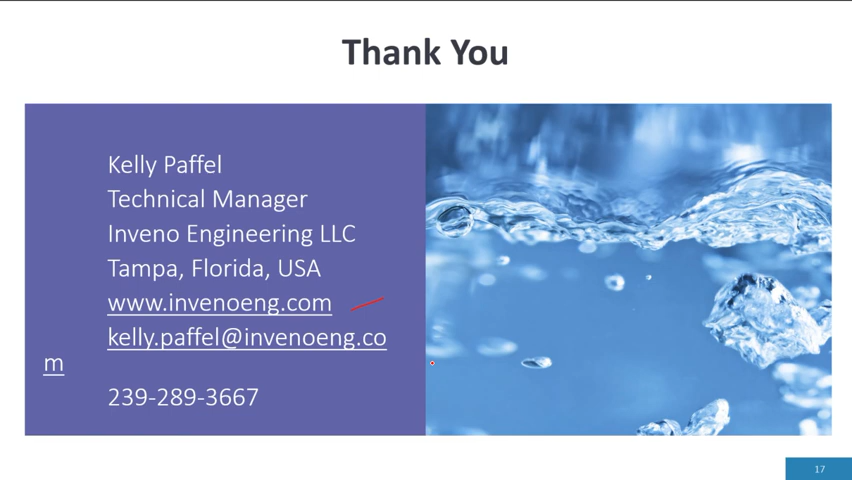 Thank You
Kelly Paffel
Technical Manager
Inveno Engineering LLC
Tampa, Florida, USA
www.invenoeng.com
kelly.paffel@invenoeng.co
m
239-289-3667
17